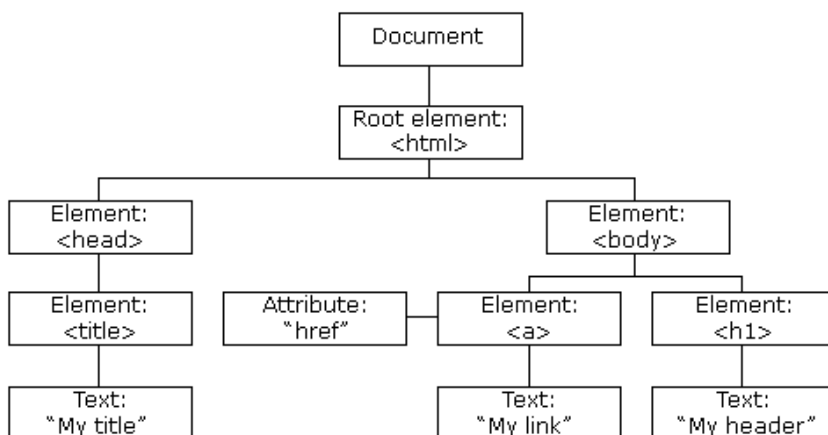 Document
Root element:
<html>
Element:
<head>
Element:
<body>
Element:
<title>
Attribute:
“href”
Element:
<a>
Element:
<h1>
Text:
“My title”
Text:
“My link”
Text:
“My header”